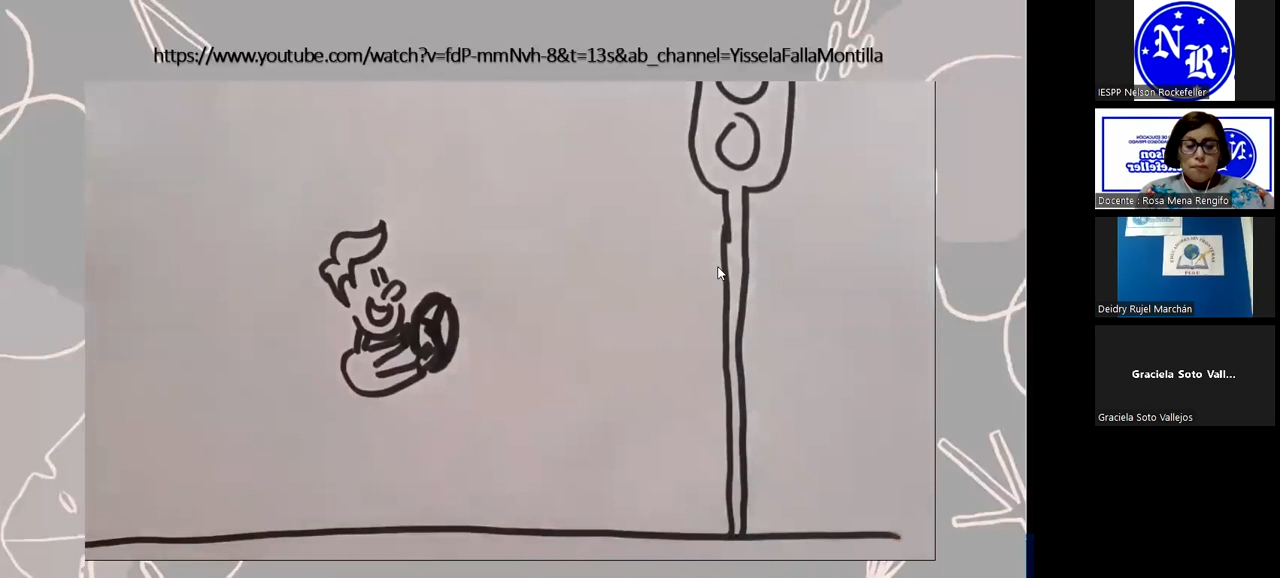 https://www.youtube.com/watch?v=fdP-mmNvh-8&t=13s&ab_channel=YisselaFallaMontilla
NR
IESPP Nelson Rockefeller
Docente : Rosa Mena Rengifo
Deidry Rujel Marchán
Graciela Soto Vall...
Graciela Soto Vallejos